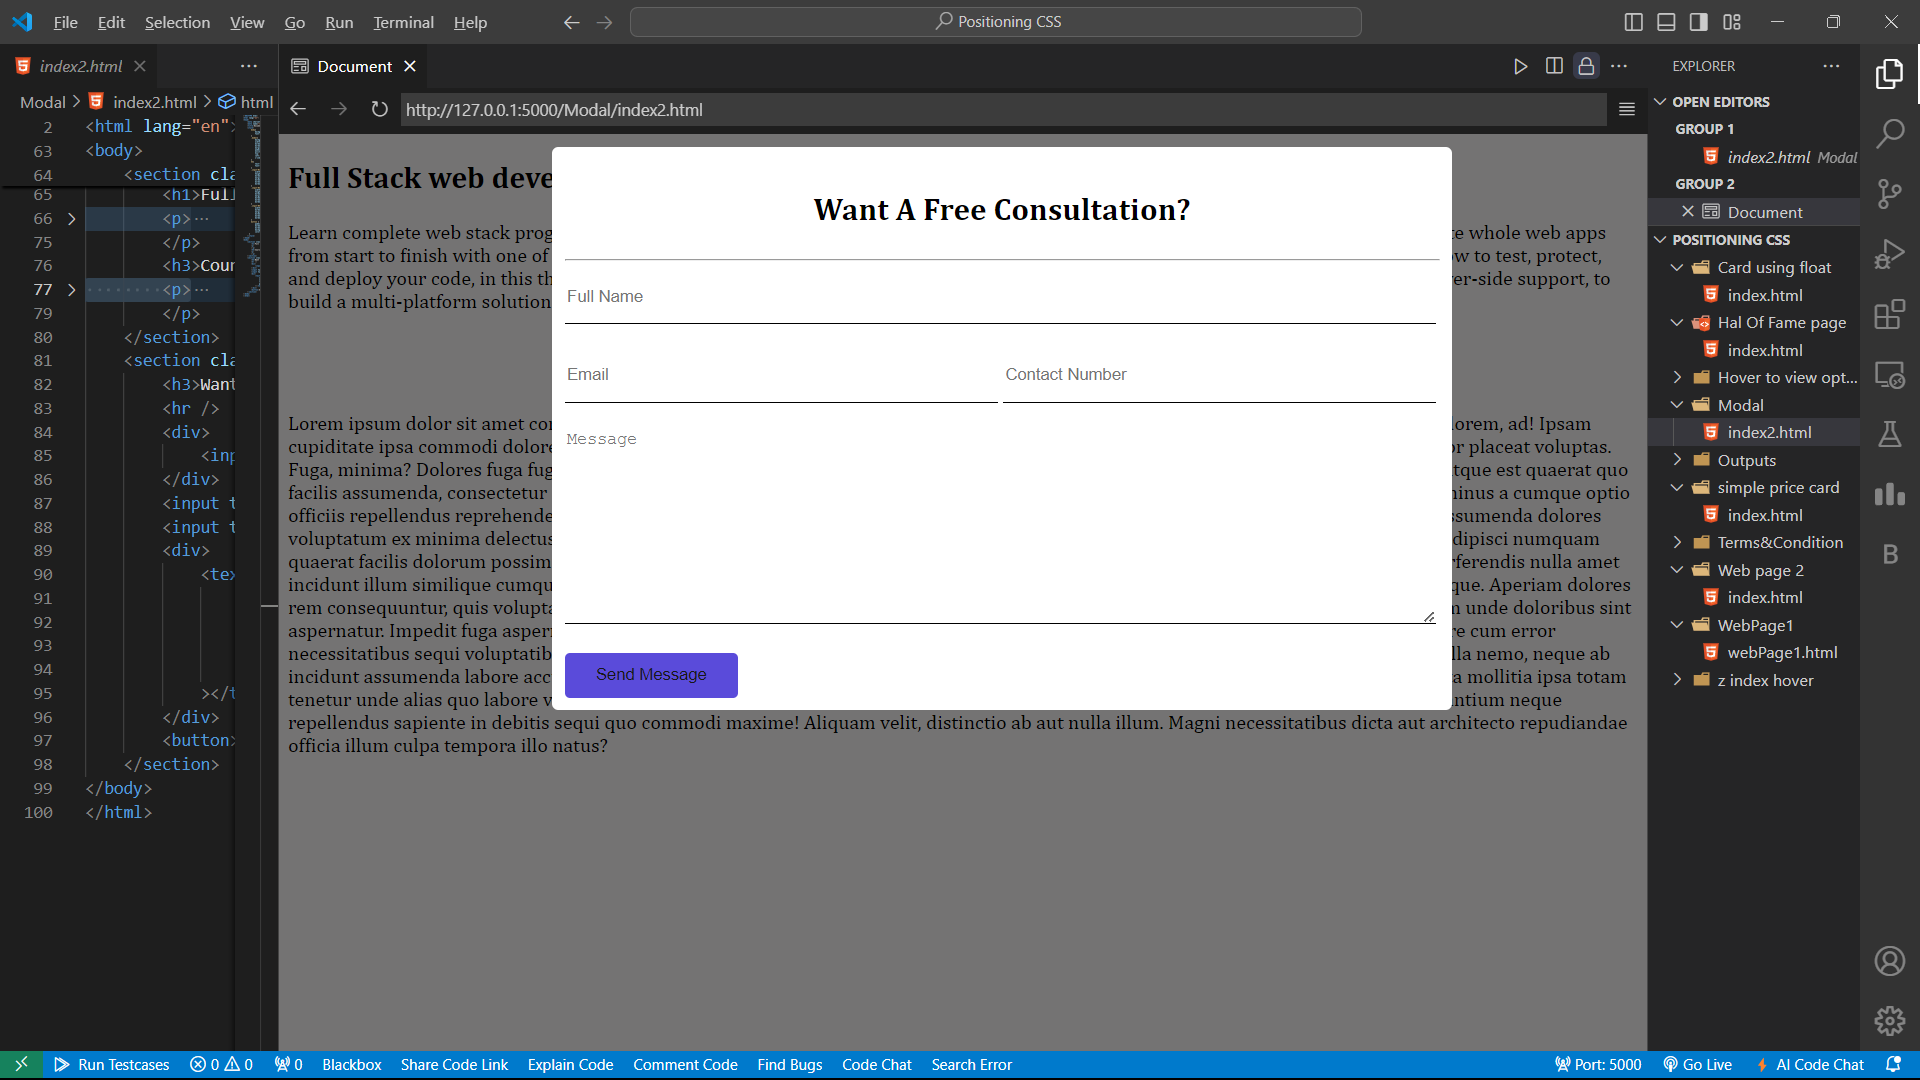 File Edit Selection View Go Run Terminal Help
Positioning CSS
index2.html
Modal > index2.html > html
2 <html lang="en">
63 <body>
64 <section cla
65 <h1>Full
66 <p>···
75 </p>
76 <h3>Cour
77 <p>···
79 </p>
80 </section>
81 <section cla
82 <h3>Want
83 <hr />
84 <div>
85 <inp
86 </div>
87 <input t
88 <input t
89 <div>
90 <tex
91
92
93
94
95 ></t
96 </div>
97 <button>
98 </section>
99 </body>
100 </html>
Document
http://127.0.0.1:5000/Modal/index2.html
Full Stack web deve
Learn complete web stack prog
e whole web apps
from start to finish with one of
w to test, protect,
and deploy your code, in this th
er-side support, to
build a multi-platform solution
Want A Free Consultation?
Full Name
Email
Contact Number
Message
Send Message
Lorem ipsum dolor sit amet con
lorem, ad! Ipsam
cupiditate ipsa commodi dolore
or placeat voluptas.
Fuga, minima? Dolores fuga fug
tque est quaerat quo
facilis assumenda, consectetur
minus a cumque optio
officiis repellendus reprehende
ssumenda dolores
voluptatum ex minima delectus
dipisci numquam
quaerat facilis dolorum possim
rferendis nulla amet
incidunt illum similique cumqu
que. Aperiam dolores
rem consequuntur, quis volupta
unde doloribus sint
aspernatur. Impedit fuga asper
re cum error
necessitatibus sequi voluptatib
lla nemo, neque ab
incidunt assumenda labore acc
a mollitia ipsa totam
tenetur unde alias quo labore v
ntium neque
repellendus sapiente in debitis sequi quo commodi maxime! Aliquam velit, distinctio ab aut nulla illum. Magni necessitatibus dicta aut architecto repudiandae
officia illum culpa tempora illo natus?
EXPLORER
OPEN EDITORS
GROUP 1
index2.html Modal
GROUP 2
Document
POSITIONING CSS
Card using float
index.html
Hal Of Fame page
index.html
Hover to view opt...
Modal
index2.html
Outputs
simple price card
index.html
Terms&Condition
Web page 2
index.html
WebPage1
webPage1.html
z index hover
B
Run Testcases 0 0 0 Blackbox Share Code Link Explain Code Comment Code Find Bugs Code Chat Search Error Port: 5000 Go Live AI Code Chat